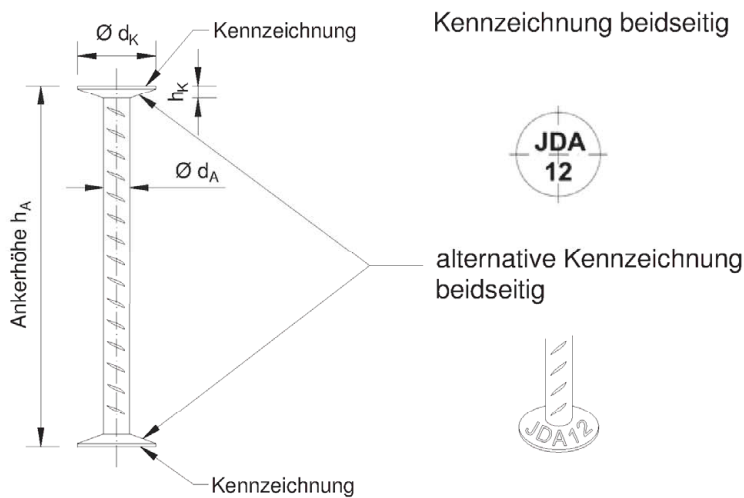 Ø dK
Kennzeichnung
Kennzeichnung beidseitig
hK
JDA
12
Ø dA
Ankerhöhe hA
alternative Kennzeichnung
beidseitig
JDA12
Kennzeichnung